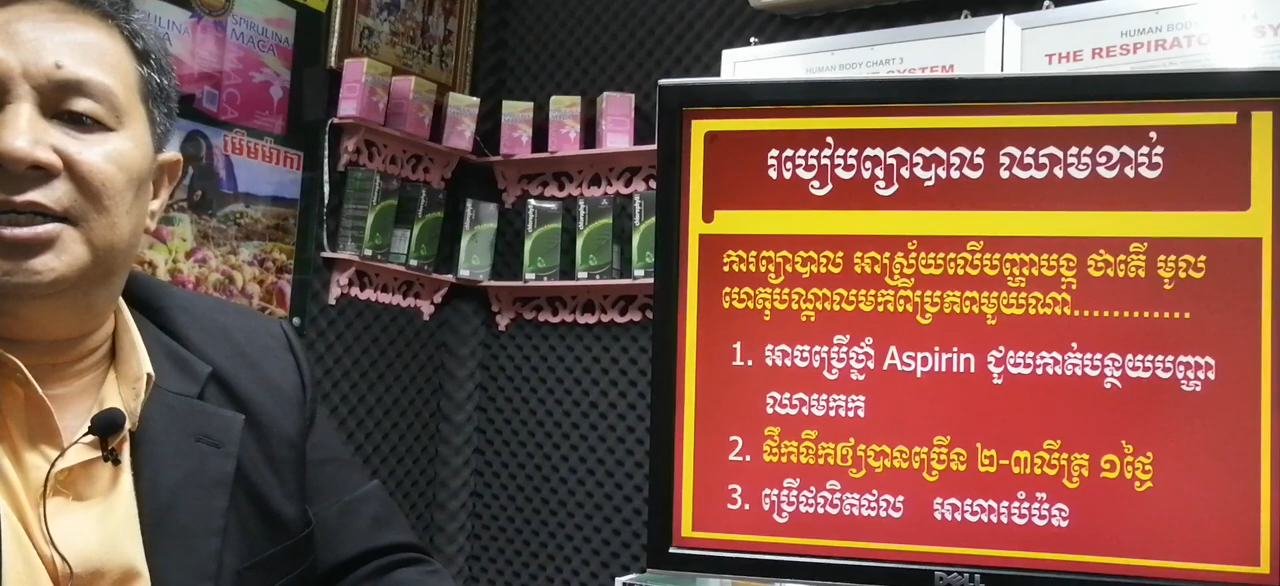 SPIRULINA
MACA
MACA
មើមម៉ាកា
HUMAN BODY CHART 3
SYSTEM
HUMAN BODY
THE RESPIRATO
របៀបព្យាបាល ឈាមខាប់
ការព្យាបាល អាស្រ័យលើបញ្ហាបង្ក ថាតើ មូល
ហេតុបណ្តាលមកពីប្រភពមួយណា............
1. អាចប្រើថ្នាំ Aspirin ជួយកាត់បន្ថយបញ្ហា
ឈាមកក
2. ផឹកទឹកឲ្យបានច្រើន ២-៣លីត្រ ១ថ្ងៃ
3. ប្រើផលិតផល អាហារបំប៉ន
DELL